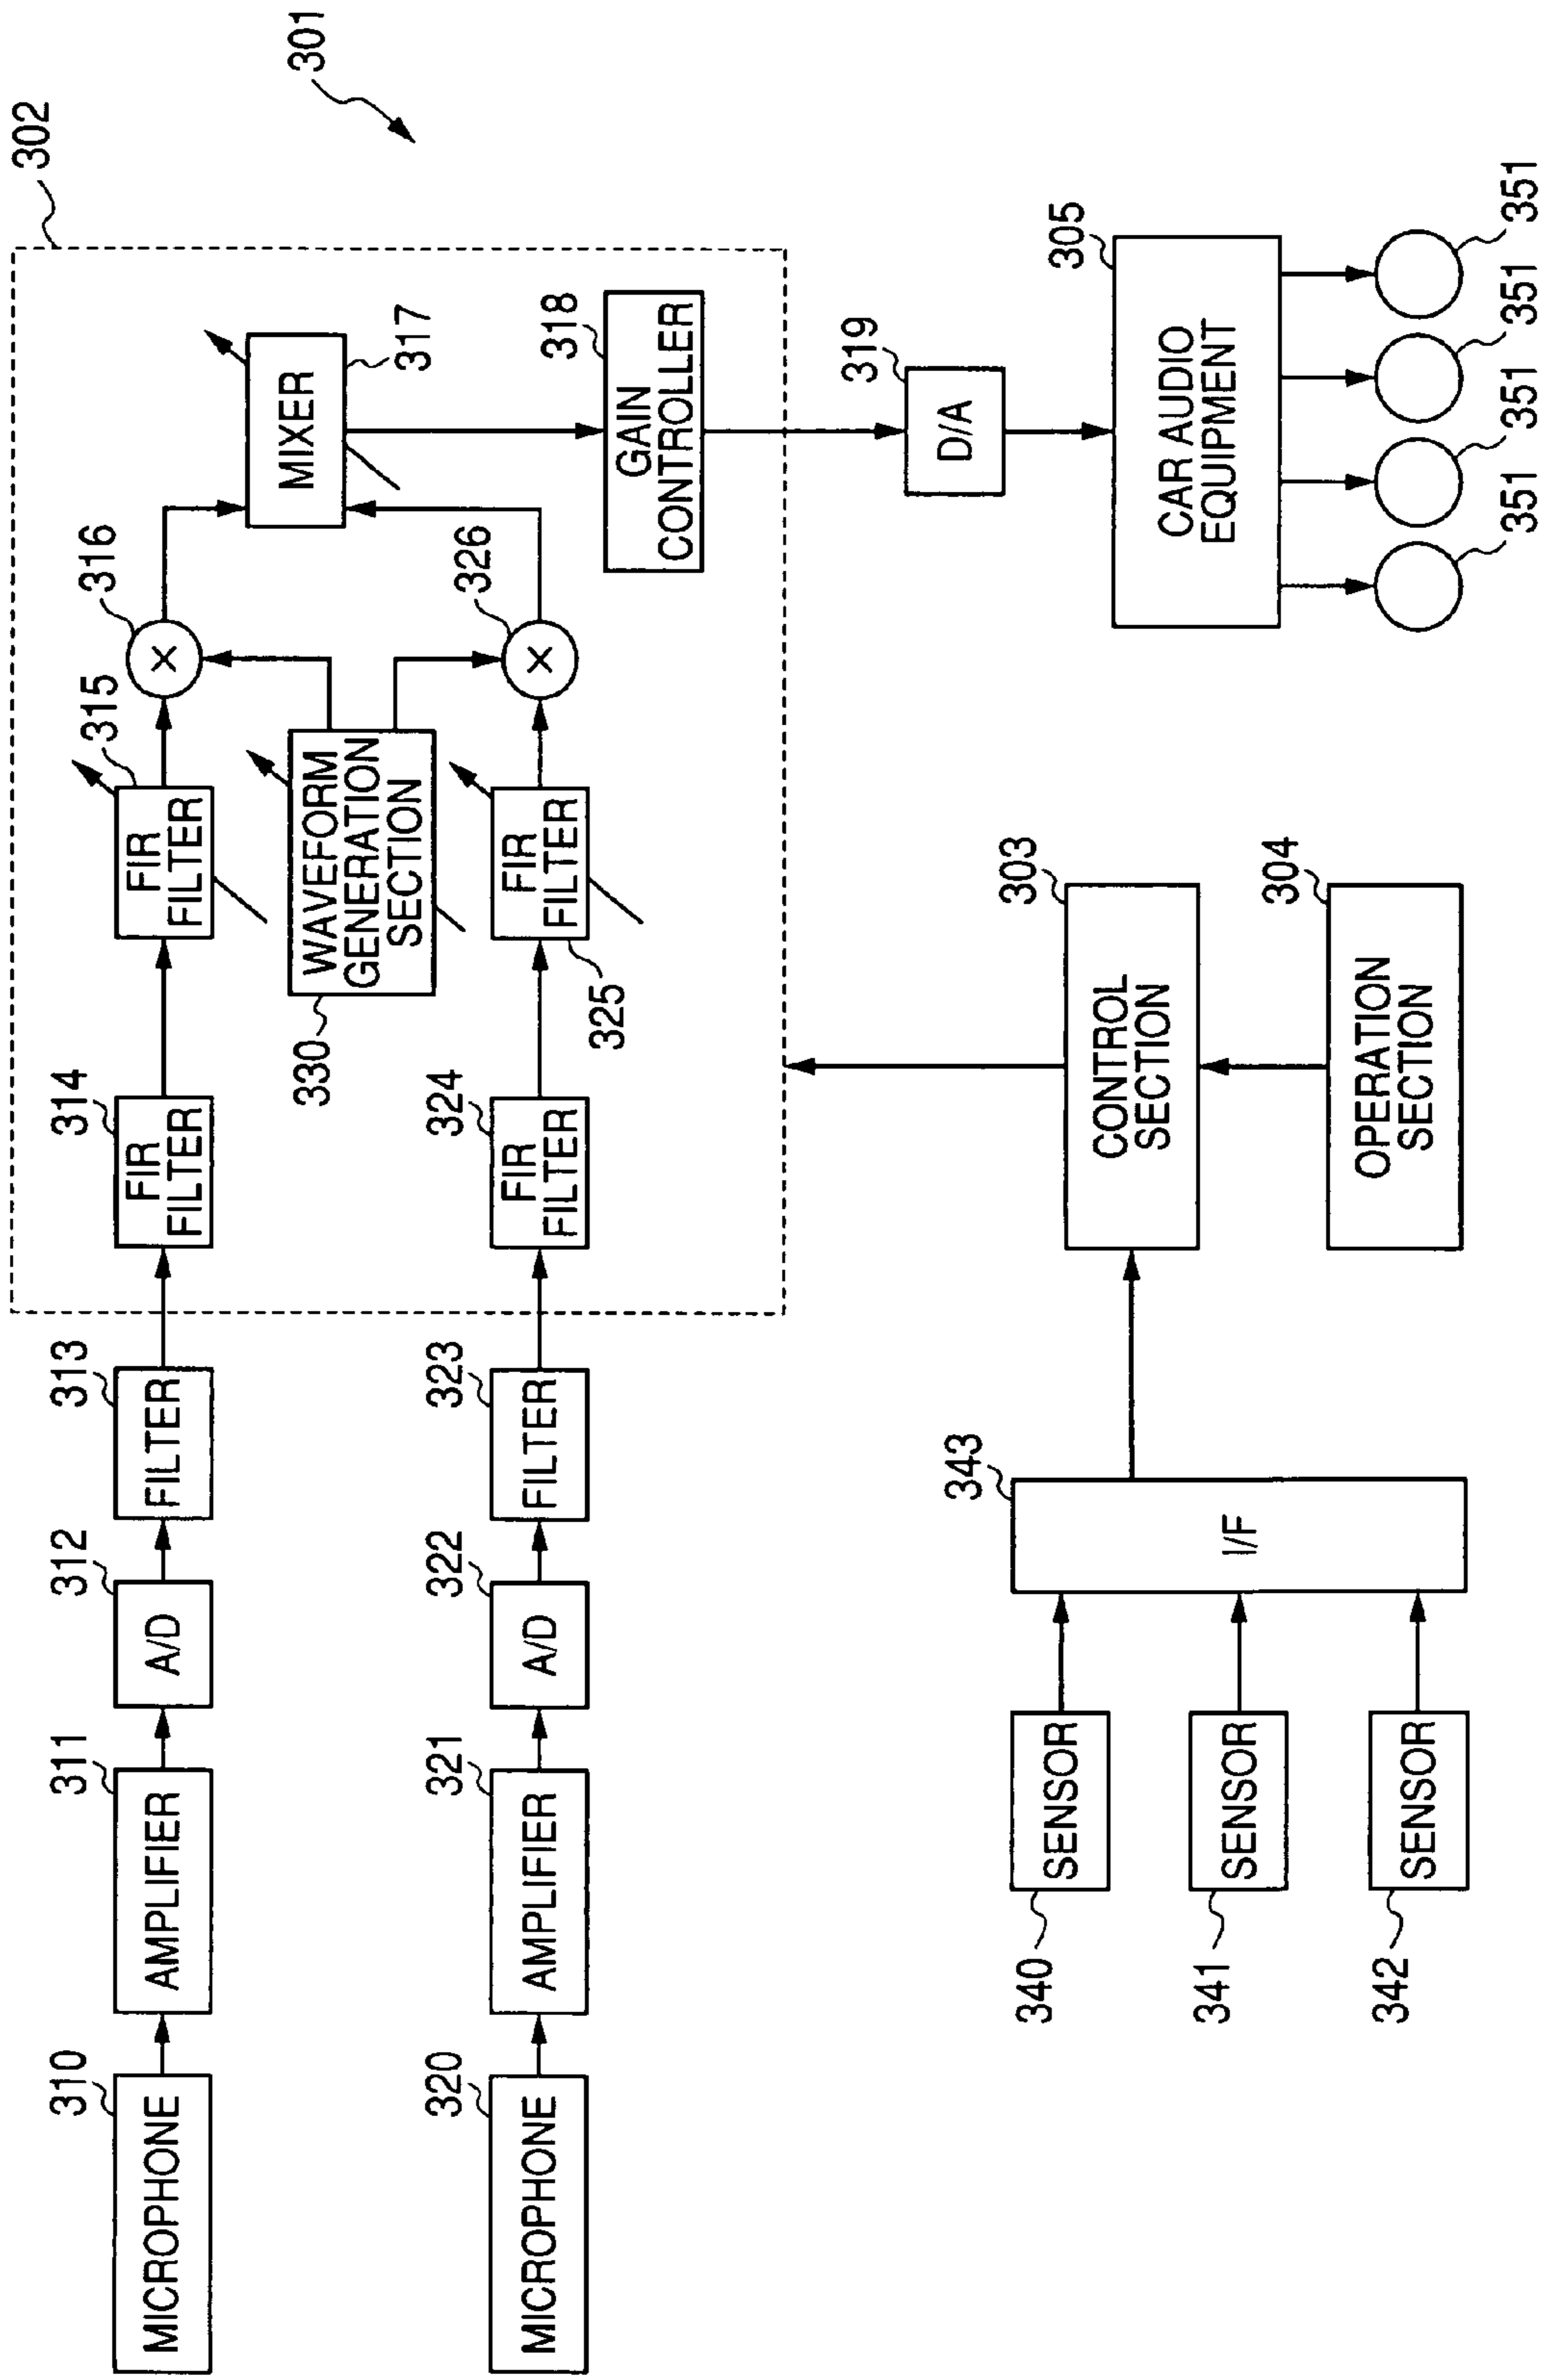 301
302
310
MICROPHONE
311
AMPLIFIER
312
A/D
313
FILTER
314
FIR
FILTER
315
FIR
FILTER
316
×
MIXER
317
330
WAVEFORM
GENERATION
SECTION
320
MICROPHONE
321
AMPLIFIER
322
A/D
323
FILTER
324
FIR
FILTER
FIR
FILTER
325
326
×
318
GAIN
CONTROLLER
319
D/A
305
CAR AUDIO
EQUIPMENT
351
351
351
351
340
SENSOR
341
SENSOR
342
SENSOR
343
I/F
303
CONTROL
SECTION
304
OPERATION
SECTION